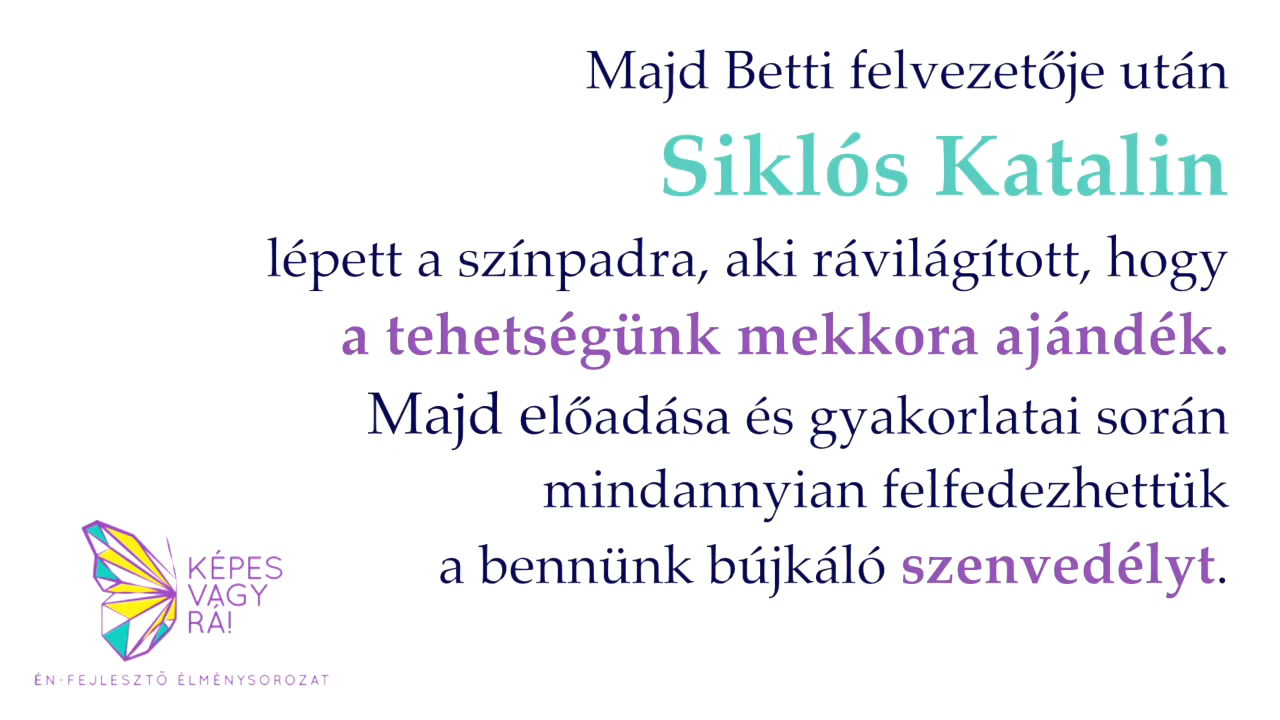 Majd Betti felvezetője után
Siklós Katalin
lépett a színpadra, aki rávilágított, hogy
a tehetségünk mekkora ajándék.
Majd előadása és gyakorlatai során
mindannyian felfedezhettük
a bennünk bújkáló szenvedélyt.
KÉPES
VAGY
RÁ!
ÉN-FEJLESZTŐ ÉLMÉNYSOROZAT